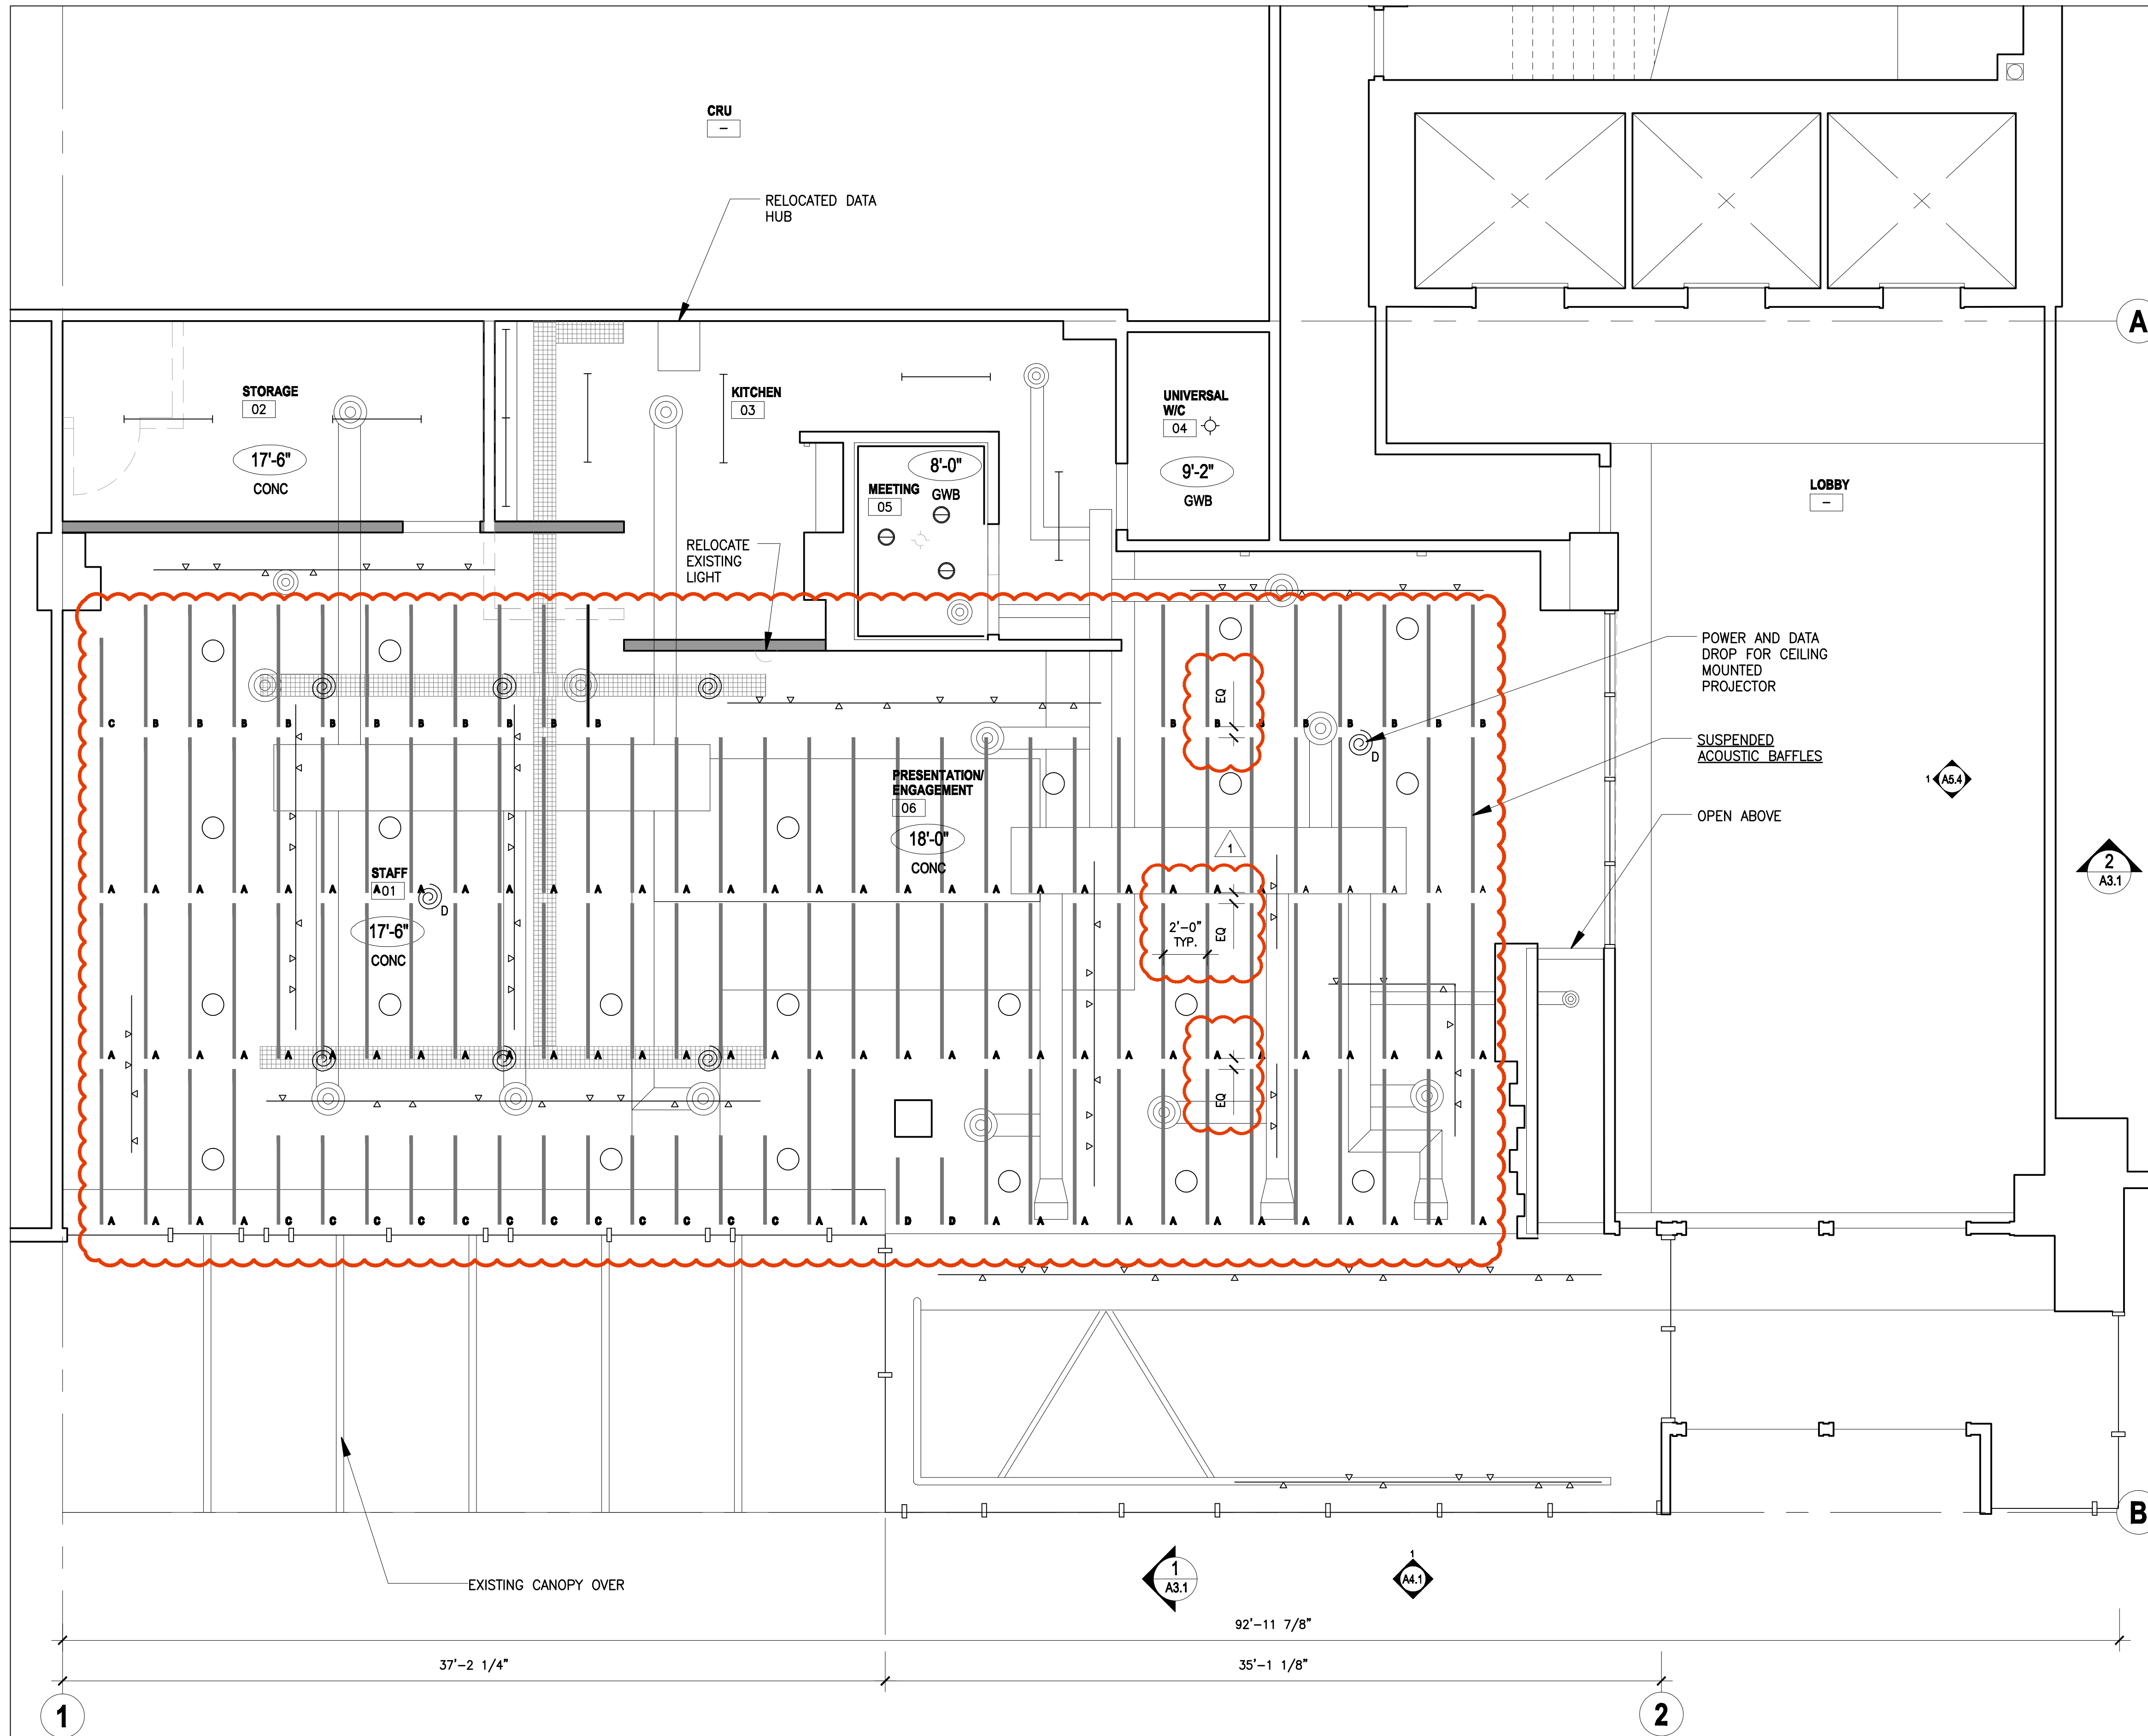 CRU
–
RELOCATED DATA
HUB
A
STORAGE
02
17'-6"
CONC
KITCHEN
03
UNIVERSAL
W/C
04
9'-2"
GWB
8'-0"
GWB
MEETING
05
LOBBY
–
RELOCATE
EXISTING
LIGHT
POWER AND DATA
DROP FOR CEILING
MOUNTED
PROJECTOR
EQ
C B B B B B B B B B B B B B B B B B B B
D
SUSPENDED
ACOUSTIC BAFFLES
PRESENTATION/
ENGAGEMENT
06
18'-0"
CONC
1 A5.4
OPEN ABOVE
1
2
A3.1
STAFF
01
A A A A A A A A A A A A A A A A A A A A A A A A A A A A A A A A
D
17'-6"
CONC
2'-0"
TYP.
EQ
A A A A A A A A A A A A A A A A A A A A A A A A A A A A A A A A
EQ
A A A A C C C C C C C C C C C C A A D D A A A A A A A A A A A A
B
EXISTING CANOPY OVER
1
A3.1
1
A4.1
92'-11 7/8"
37'-2 1/4"
35'-1 1/8"
1
2